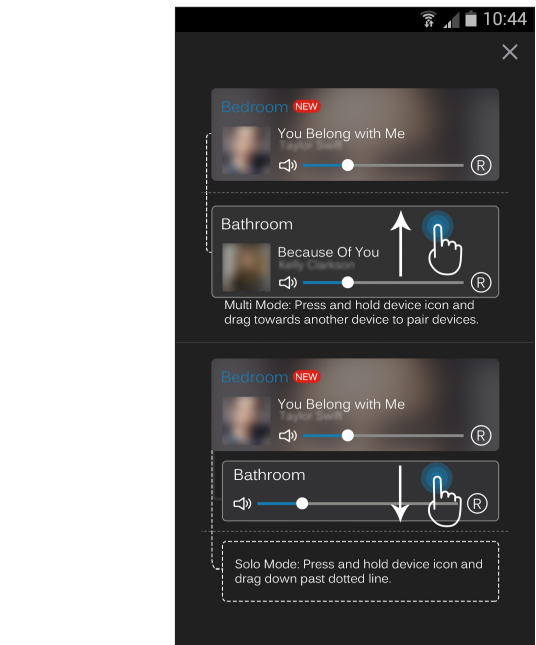 10:44
Bedroom NEW
You Belong with Me
Taylor Swift
R
Bathroom
Because Of You
Kelly Clarkson
R
Multi Mode: Press and hold device icon and
drag towards another device to pair devices.
Bedroom NEW
You Belong with Me
Taylor Swift
R
Bathroom
R
Solo Mode: Press and hold device icon and
drag down past dotted line.